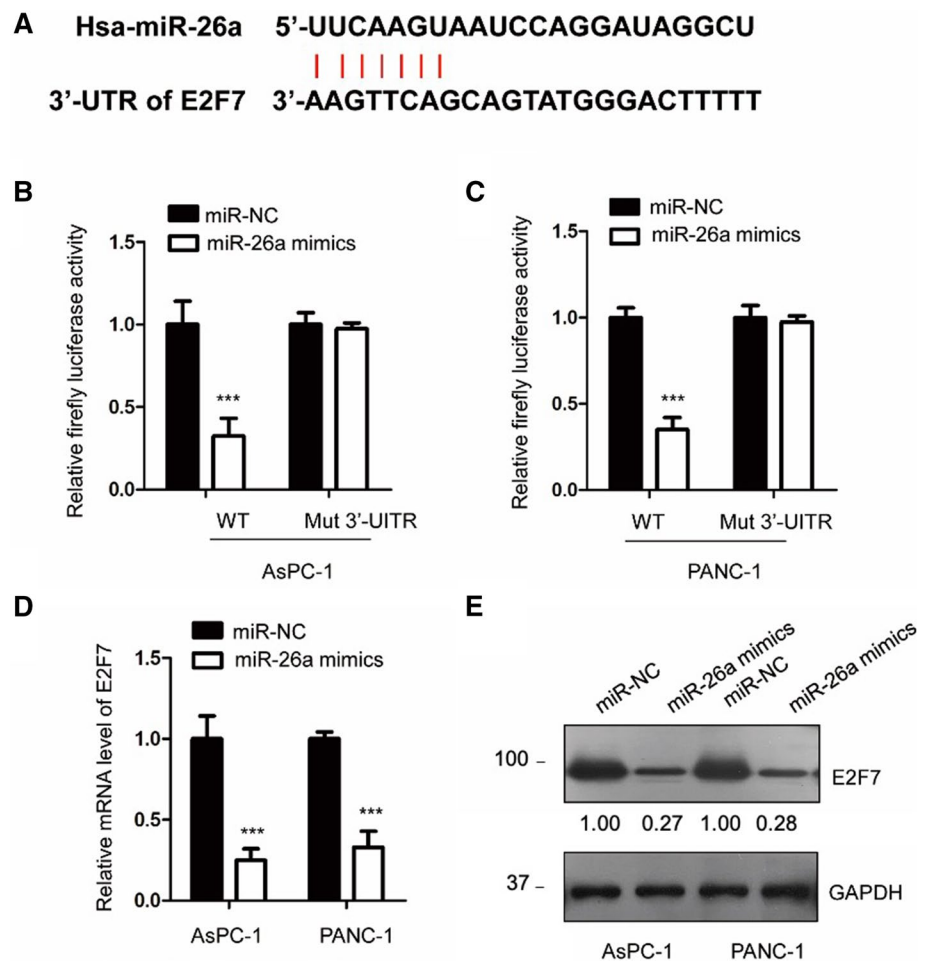 A
Hsa-miR-26a 5'-UUCAAGUAAUCCAGGAUAGGCU
3'-UTR of E2F7 3'-AAGTTCAGCAGTATGGGACTTTTT
B
miR-NC
miR-26a mimics
Relative firefly luciferase activity
1.5
1.0
0.5
0.0
***
WT Mut 3'-UITR
AsPC-1
C
miR-NC
miR-26a mimics
Relative firefly luciferase activity
1.5
1.0
0.5
0.0
***
WT Mut 3'-UITR
PANC-1
D
miR-NC
miR-26a mimics
Relative mRNA level of E2F7
1.5
1.0
0.5
0.0
***
***
AsPC-1 PANC-1
E
miR-NC
miR-26a mimics
miR-NC
miR-26a mimics
100
E2F7
1.00 0.27 1.00 0.28
37
GAPDH
AsPC-1 PANC-1